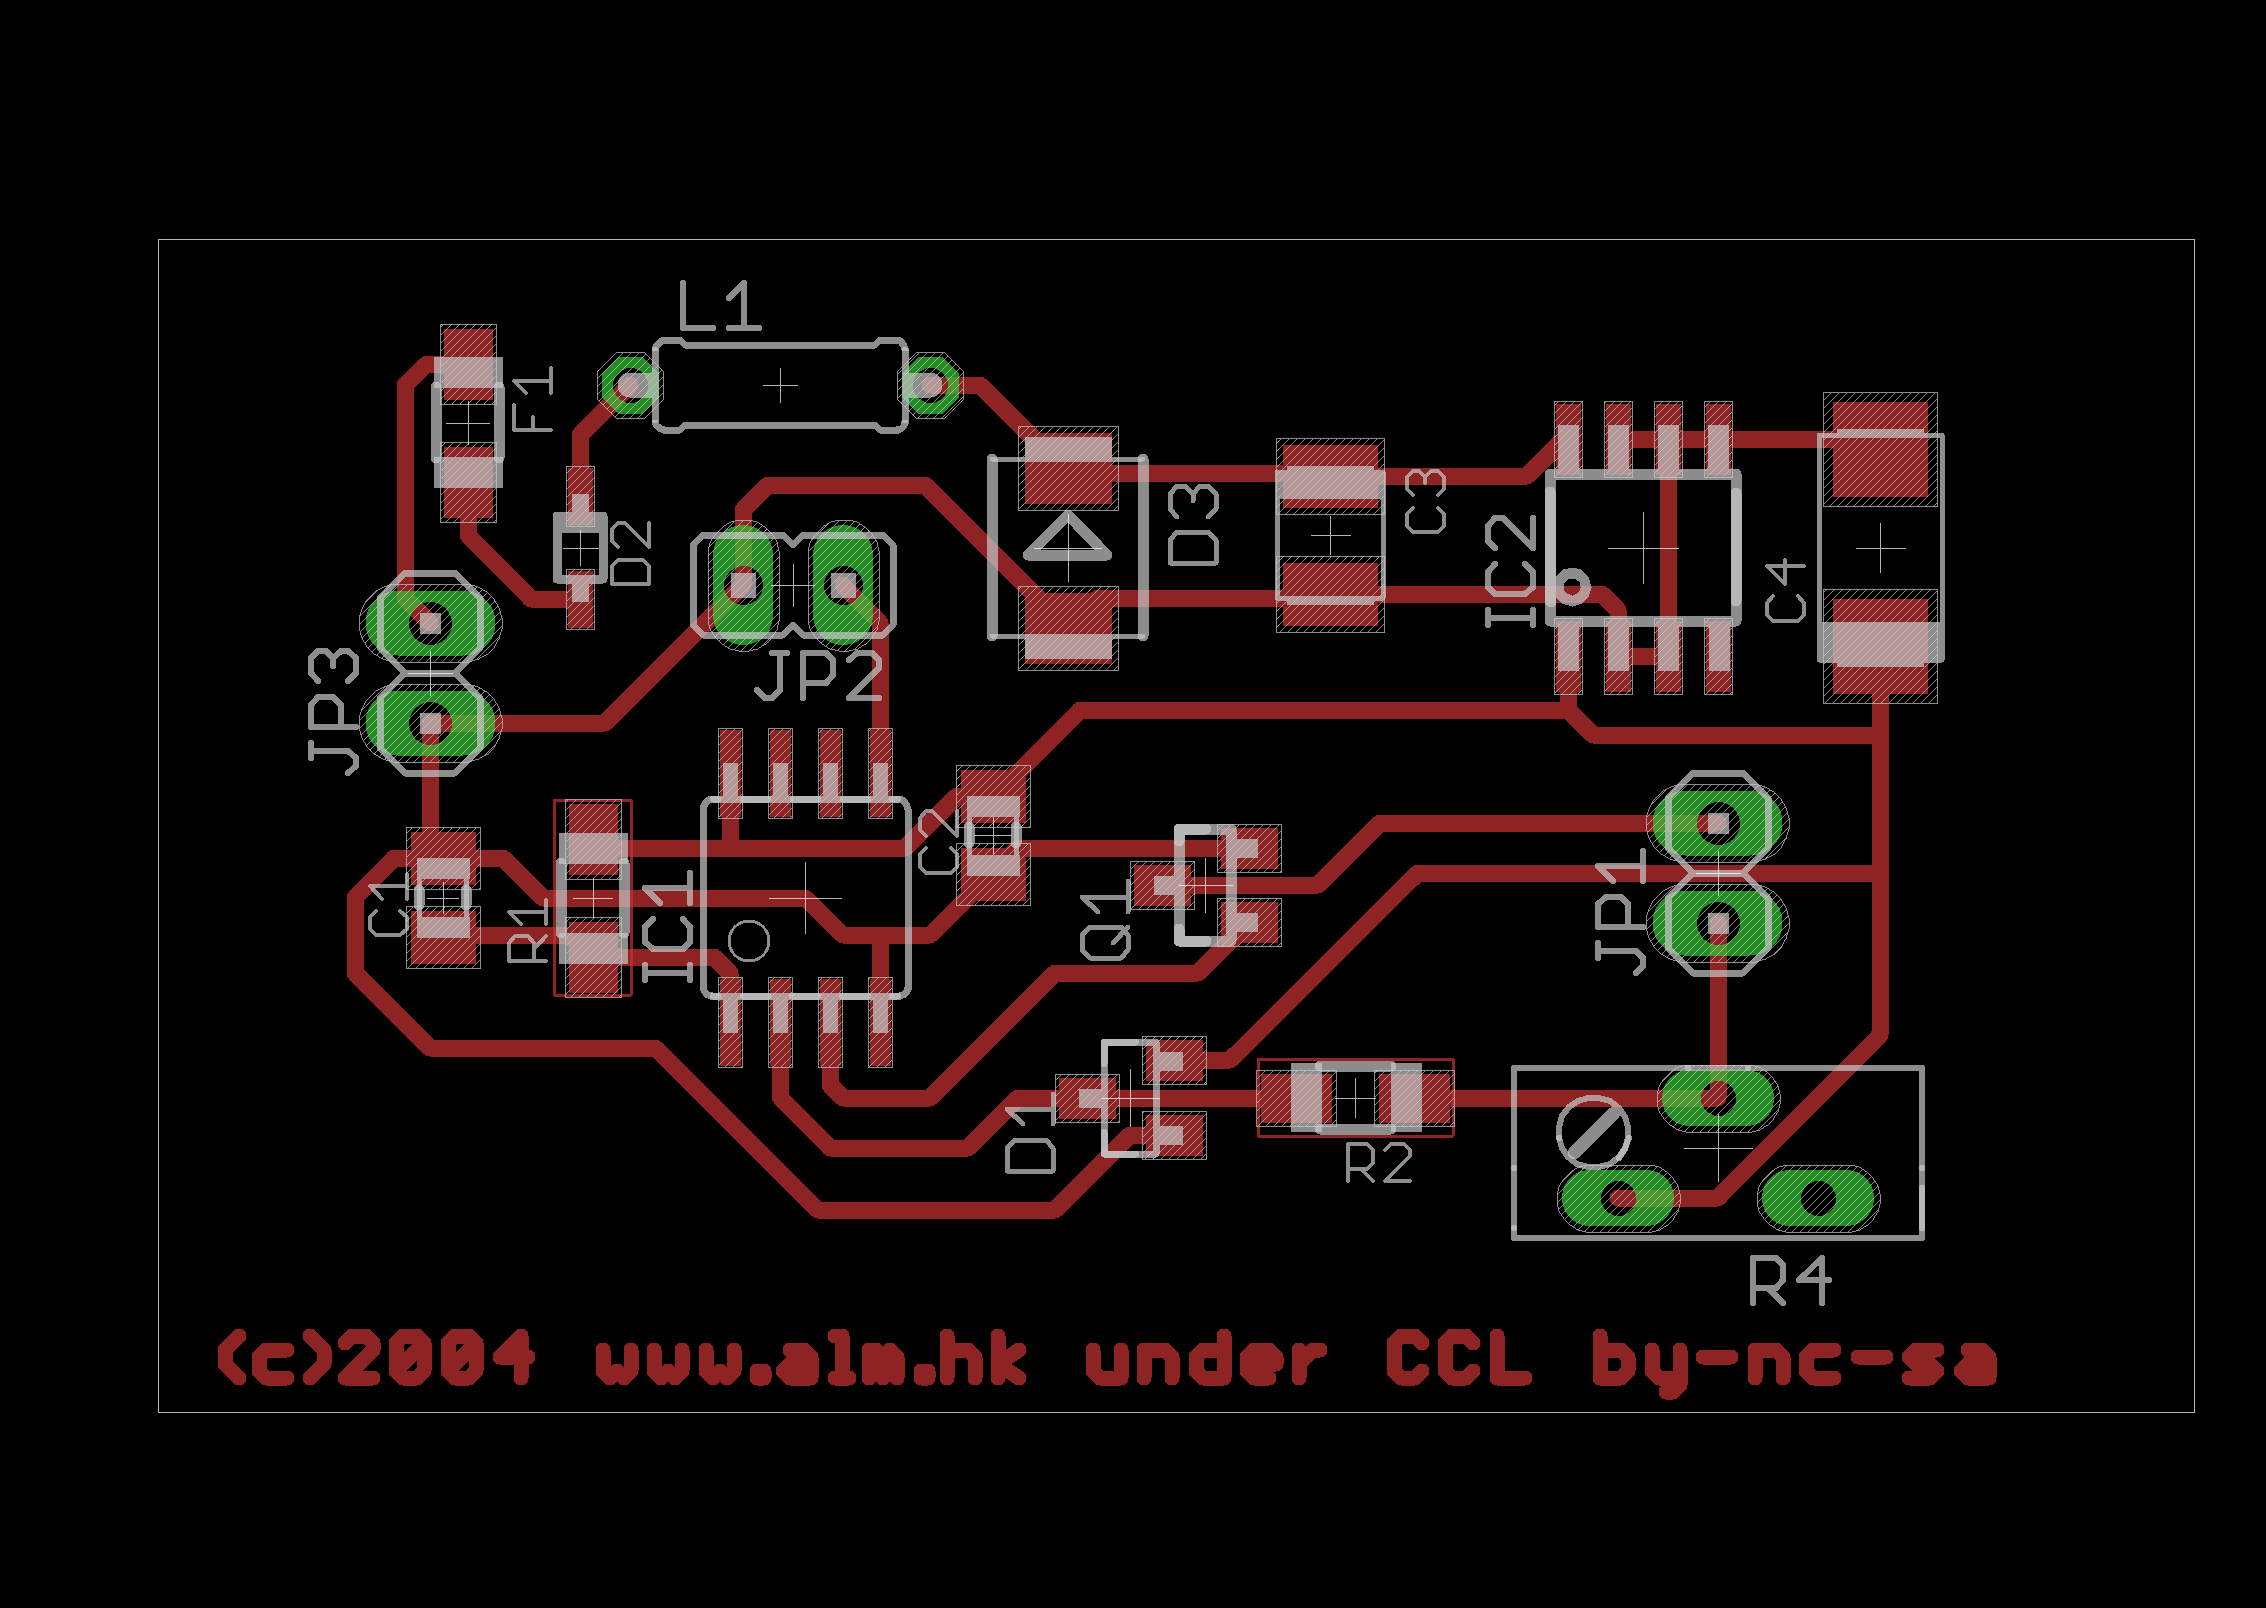 L1
F1
D2
D3
C3
IC2
C4
JP3
JP2
C1
R1
IC1
C2
Q1
JP1
D1
R2
R4
(c)2004 www.alm.hk under CCL by-nc-sa